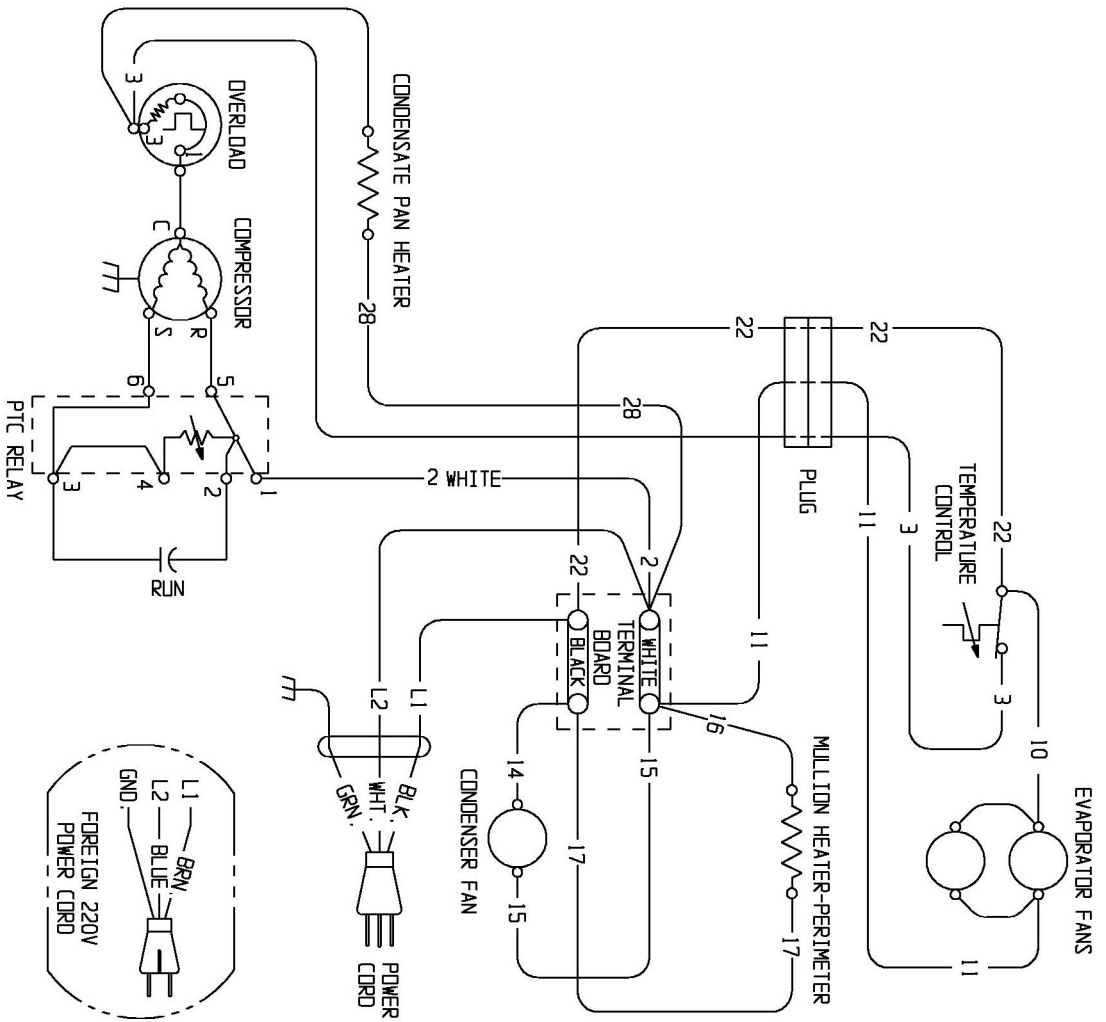 CONDENSATE PAN HEATER
28
28
3
OVERLOAD
3
1
COMPRESSOR
C
S
R
6
5
PTC RELAY
3
4
2
1
RUN
2 WHITE
2
22
22
22
22
PLUG
11
11
11
3
3
10
TEMPERATURE
CONTROL
EVAPORATOR FANS
MULLION HEATER-PERIMETER
16
17
17
WHITE
TERMINAL
BOARD
BLACK
15
15
14
CONDENSER FAN
L1
L2
BLK.
WHT.
GRN.
POWER
CORD
L1
L2
GND.
BRN.
BLUE
FOREIGN 220V
POWER CORD